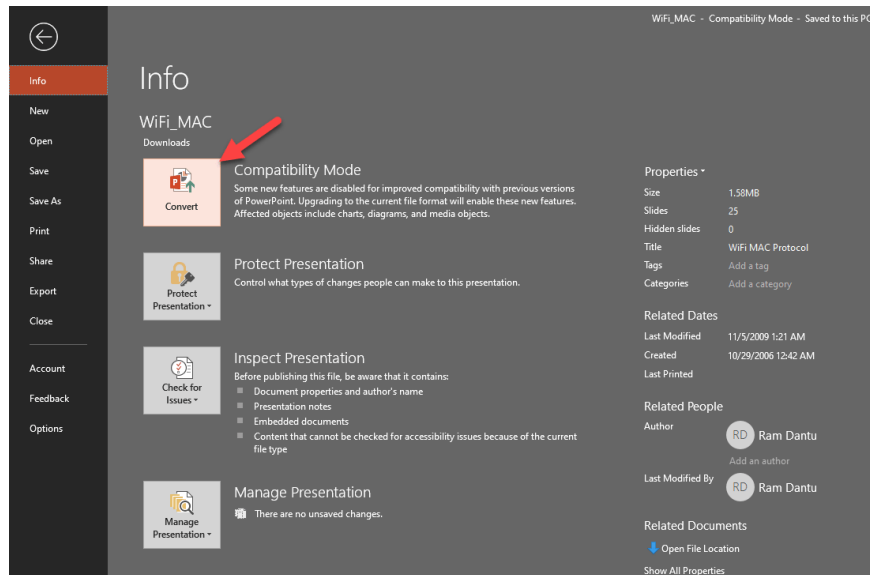 WiFi_MAC - Compatibility Mode - Saved to this PC
Info
New
Open
Save
Save As
Print
Share
Export
Close
Account
Feedback
Options
Info
WiFi_MAC
Downloads
Convert
Compatibility Mode
Some new features are disabled for improved compatibility with previous versions
of PowerPoint. Upgrading to the current file format will enable these new features.
Affected objects include charts, diagrams, and media objects.
Protect
Presentation
Protect Presentation
Control what types of changes people can make to this presentation.
Check for
Issues
Inspect Presentation
Before publishing this file, be aware that it contains:
Document properties and author's name
Presentation notes
Embedded documents
Content that cannot be checked for accessibility issues because of the current
file type
Manage
Presentation
Manage Presentation
There are no unsaved changes.
Properties
Size 1.58MB
Slides 25
Hidden slides 0
Title WiFi MAC Protocol
Tags Add a tag
Categories Add a category
Related Dates
Last Modified 11/5/2009 1:21 AM
Created 10/29/2006 12:42 AM
Last Printed
Related People
Author RD Ram Dantu
Add an author
Last Modified By RD Ram Dantu
Related Documents
Open File Location
Show All Properties